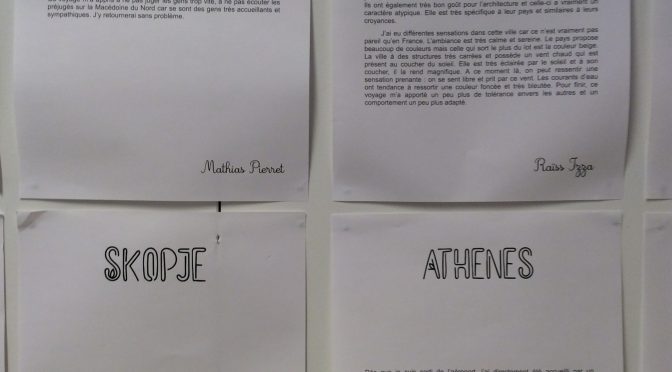 voyage m'a appris à ne pas juger les gens trop vite, à ne pas écouter les
préjugés sur la Macédoine du Nord car se sont des gens très accueillants et
sympathiques. J'y retournerai sans problème.
Mathias Pierret
Ils ont également très bon goût pour l'architecture et celle-ci a vraiment un
caractère atypique. Elle est très spécifique à leur pays et similaires à leurs
croyances.
J'ai eu différentes sensations dans cette ville car ce n'est vraiment pas
pareil qu'en France. L'ambiance est très calme et sereine. Le pays propose
beaucoup de couleurs mais celle qui sort le plus du lot est la couleur beige.
La ville à des structures très carrées et possède un vent chaud qui est
présent au coucher du soleil. Elle est très éclairée par le soleil et à son
coucher, il la rend magnifique. A ce moment là, on peut ressentir une
sensation prenante : on se sent libre et prit par ce vent. Les courants d'eau
ont tendance à ressortir une couleur foncée et très bleutée. Pour finir, ce
voyage m'a apporté un peu plus de tolérance envers les autres et un
comportement un peu plus adapté.
Raïss Izza
SKOPJE
ATHENES